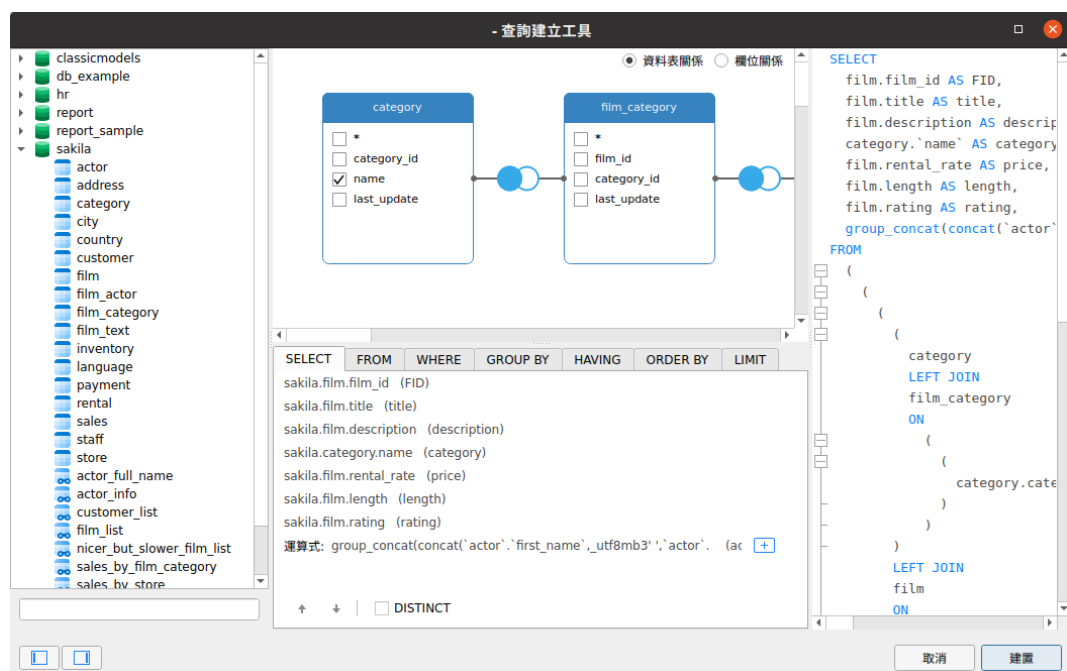 - 查詢建立工具
classicmodels
db_example
hr
report
report_sample
sakila
actor
address
category
city
country
customer
film
film_actor
film_category
film_text
inventory
language
payment
rental
sales
staff
store
actor_full_name
actor_info
customer_list
film_list
nicer_but_slower_film_list
sales_by_film_category
sales_by_store
資料表關係 欄位關係
category
*
category_id
name
last_update
film_category
*
film_id
category_id
last_update
SELECT FROM WHERE GROUP BY HAVING ORDER BY LIMIT
sakila.film.film_id (FID)
sakila.film.title (title)
sakila.film.description (description)
sakila.category.name (category)
sakila.film.rental_rate (price)
sakila.film.length (length)
sakila.film.rating (rating)
運算式: group_concat(concat(`actor`.`first_name`,_utf8mb3' ',`actor`. (ac
DISTINCT
SELECT
film.film_id AS FID,
film.title AS title,
film.description AS descrip
category.`name` AS category
film.rental_rate AS price,
film.length AS length,
film.rating AS rating,
group_concat(concat(`actor`
FROM
(
(
(
(
category
LEFT JOIN
film_category
ON
(
(
category.cate
)
)
)
LEFT JOIN
film
ON
取消 建置